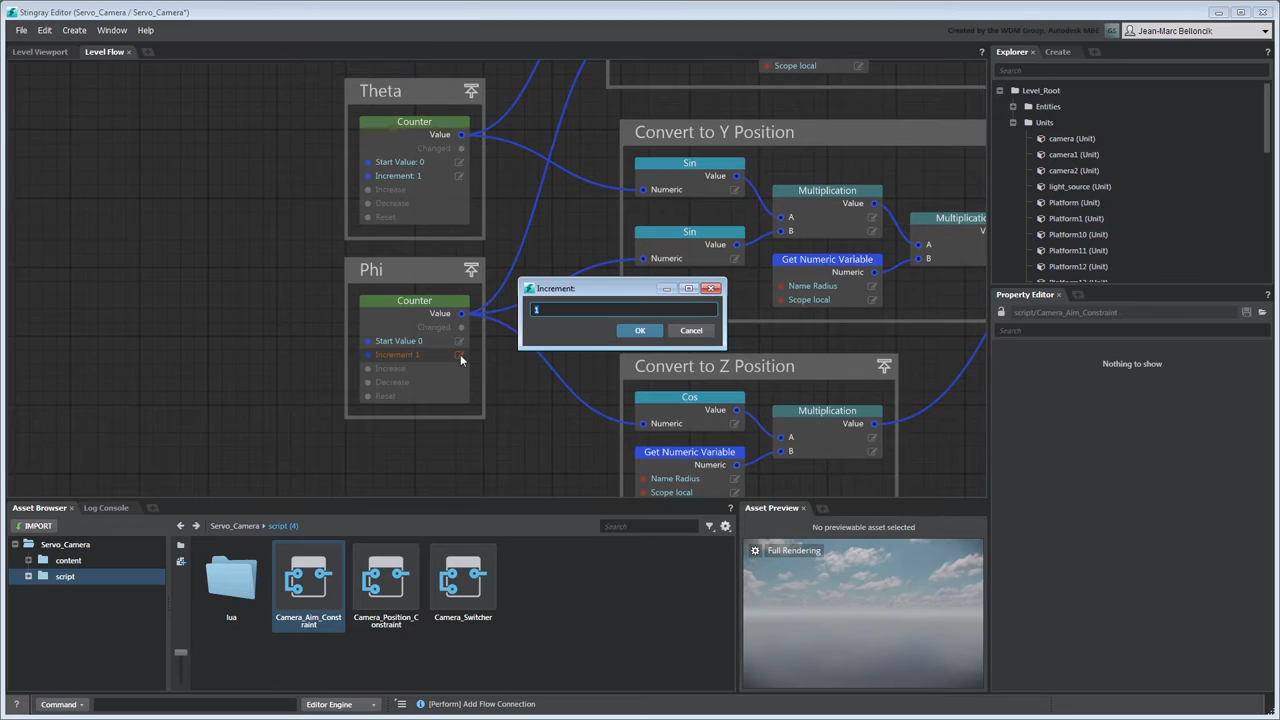 Stingray Editor (Servo_Camera / Servo_Camera*)
File Edit Create Window Help
Created by the WDM Group, Autodesk M&E
GS
Jean-Marc Belloncik
Level Viewport
Level Flow
Explorer
Create
Search
Level_Root
Entities
Units
camera (Unit)
camera1 (Unit)
camera2 (Unit)
light_source (Unit)
Platform (Unit)
Platform1 (Unit)
Platform10 (Unit)
Platform11 (Unit)
Platform12 (Unit)
Scope local
Theta
Counter
Value
Changed
Start Value: 0
Increment: 1
Increase
Decrease
Reset
Convert to Y Position
Sin
Value
Numeric
Multiplication
Value
A
B
Sin
Value
Numeric
Get Numeric Variable
Numeric
Name Radius
Scope local
A
B
Phi
Counter
Value
Changed
Start Value 0
Increment 1
Increase
Decrease
Reset
Increment:
1
OK
Cancel
Convert to Z Position
Cos
Value
Numeric
Multiplication
Value
A
B
Get Numeric Variable
Numeric
Name Radius
Scope local
Property Editor
script/Camera_Aim_Constraint
Search
Nothing to show
Asset Browser
Log Console
IMPORT
Servo_Camera
script (4)
Search
Servo_Camera
content
script
lua
Camera_Aim_Const
raint
Camera_Position_C
onstraint
Camera_Switcher
Asset Preview
No previewable asset selected
Full Rendering
Command
Editor Engine
[Perform] Add Flow Connection